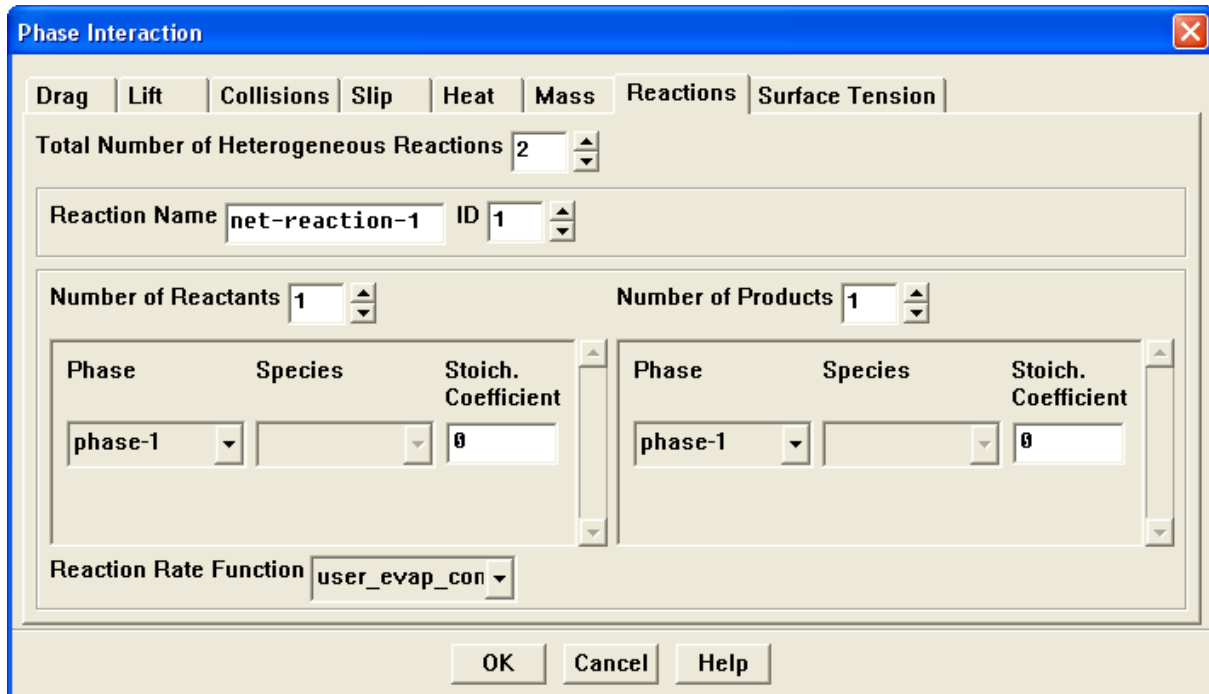 Phase Interaction
Drag Lift Collisions Slip Heat Mass Reactions Surface Tension
Total Number of Heterogeneous Reactions 2
Reaction Name net-reaction-1 ID 1
Number of Reactants 1 Number of Products 1
Phase Species Stoich. Coefficient Phase Species Stoich. Coefficient
phase-1 0 phase-1 0
Reaction Rate Function user_evap_con
OK Cancel Help